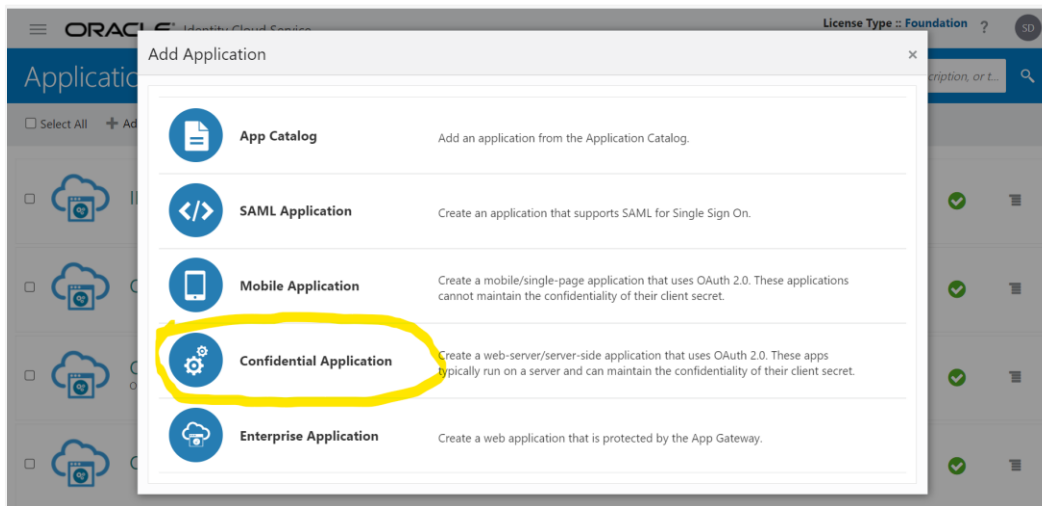 ORACLE Identity Cloud Service
License Type :: Foundation ? SD
Add Application
×
Applicatio
cription, or t...
Select All Ad
App Catalog
Add an application from the Application Catalog.
SAML Application
Create an application that supports SAML for Single Sign On.
Mobile Application
Create a mobile/single-page application that uses OAuth 2.0. These applications
cannot maintain the confidentiality of their client secret.
Confidential Application
Create a web-server/server-side application that uses OAuth 2.0. These apps
typically run on a server and can maintain the confidentiality of their client secret.
Enterprise Application
Create a web application that is protected by the App Gateway.